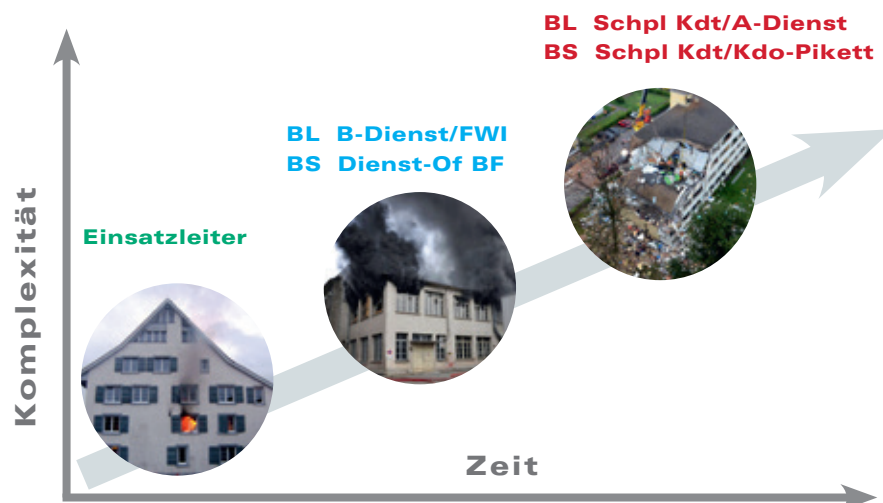 BL Schpl Kdt/A-Dienst
BS Schpl Kdt/Kdo-Pikett
BL B-Dienst/FWI
BS Dienst-Of BF
Einsatzleiter
Komplexität
Zeit